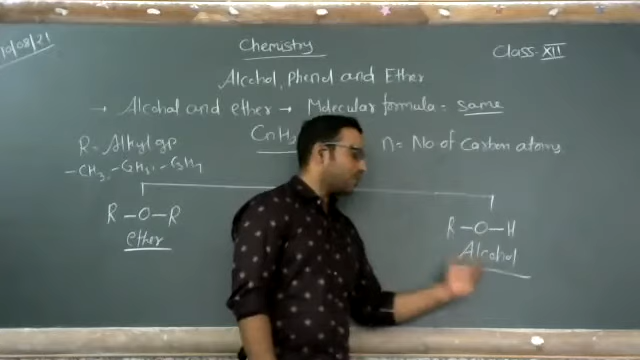 10/08/21
Chemistry
Class-XII
Alcohol, Phenol and Ether
→ Alcohol and ether → Molecular formula = same
R = Alkyl gp
CnH2
n = No of Carbon atoms
-CH3, -C2H5, -C3H7
R-O-R
R-O-H
ether
Alcohol